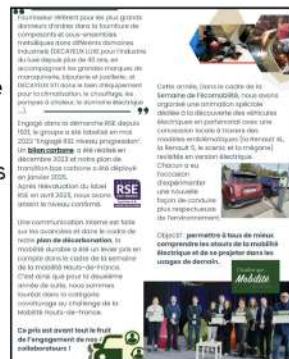 Fournisseur référent pour les plus grands
donneurs d'ordres dans la fourniture de
composants et sous-ensembles
métalliques dans différents domaines
industriels (DECAYEUX LUXE pour l'industrie
du luxe depuis plus de 40 ans, en
accompagnant les grandes marques de
maroquinerie, bijouterie et joaillerie, et
DECAYEUX STI dans le bien d'équipement
pour la climatisation, le chauffage, les
pompes à chaleur, le domaine électrique
...).
Engagé dans la démarche RSE depuis
le groupe a été labellisé en mai
2023 "Engagé RSE niveau progression".
Un bilan carbone a été réalisé en
décembre 2023 et notre plan de
transition bas carbone a été déployé
en janvier 2025.
Après réévaluation du label
RSE en avril 2025, nous avons
atteint le niveau confirmé.
RSE
Une communication interne est faite
sur les avancées et dans le cadre de
notre plan de décarbonation, la
mobilité durable a été un levier pris en
compte dans le cadre de la semaine
de la mobilité Hauts-de-France.
C'est ainsi que pour la deuxième
année de suite, nous sommes
lauréat dans la catégorie
covoiturage au challenge de la
Mobilité Hauts-de-France.
Ce prix est avant tout le fruit
de l'engagement de nos
collaborateurs !
Cette année, dans le cadre de la
Semaine de l'écomobilité, nous avons
organisé une animation spéciale
dédiée à la découverte des véhicules
électriques en partenariat avec une
concession locale à travers des
modèles emblématiques (la Renault 4L,
la Renault 5, le scenic et la mégane)
revisités en version électrique.
Chacun a eu
l'occasion
d'expérimenter
une nouvelle
façon de conduire
plus respectueuse
de l'environnement.
Objectif : permettre à tous de mieux
comprendre les atouts de la mobilité
électrique et de se projeter dans les
usages de demain.
Challenge
Mobilité